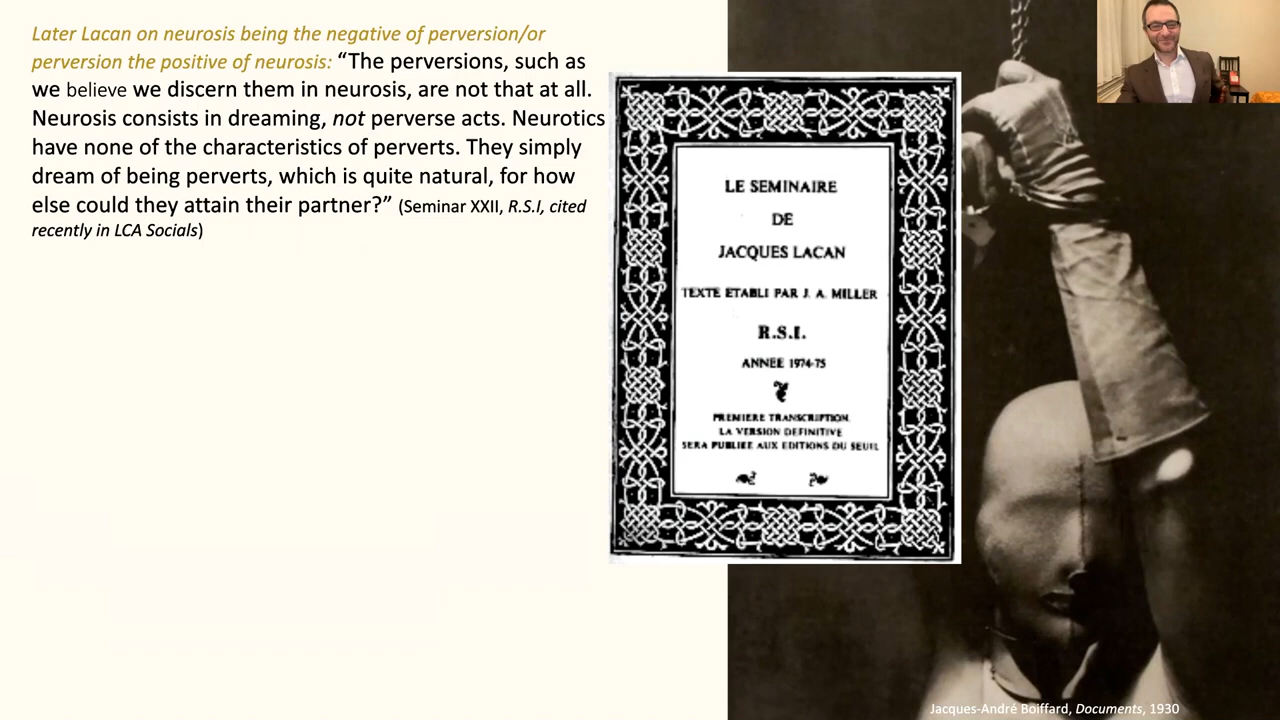 Later Lacan on neurosis being the negative of perversion/or
perversion the positive of neurosis: “The perversions, such as
we believe we discern them in neurosis, are not that at all.
Neurosis consists in dreaming, not perverse acts. Neurotics
have none of the characteristics of perverts. They simply
dream of being perverts, which is quite natural, for how
else could they attain their partner?” (Seminar XXII, R.S.I, cited
recently in LCA Socials)
LE SEMINAIRE
DE
JACQUES LACAN
TEXTE ETABLI PAR J. A. MILLER
R.S.I.
ANNEE 1974-75
PREMIERE TRANSCRIPTION.
LA VERSION DEFINITIVE
SERA PUBLIEE AUX EDITIONS DU SEUIL
Jacques-André Boiffard, Documents, 1930